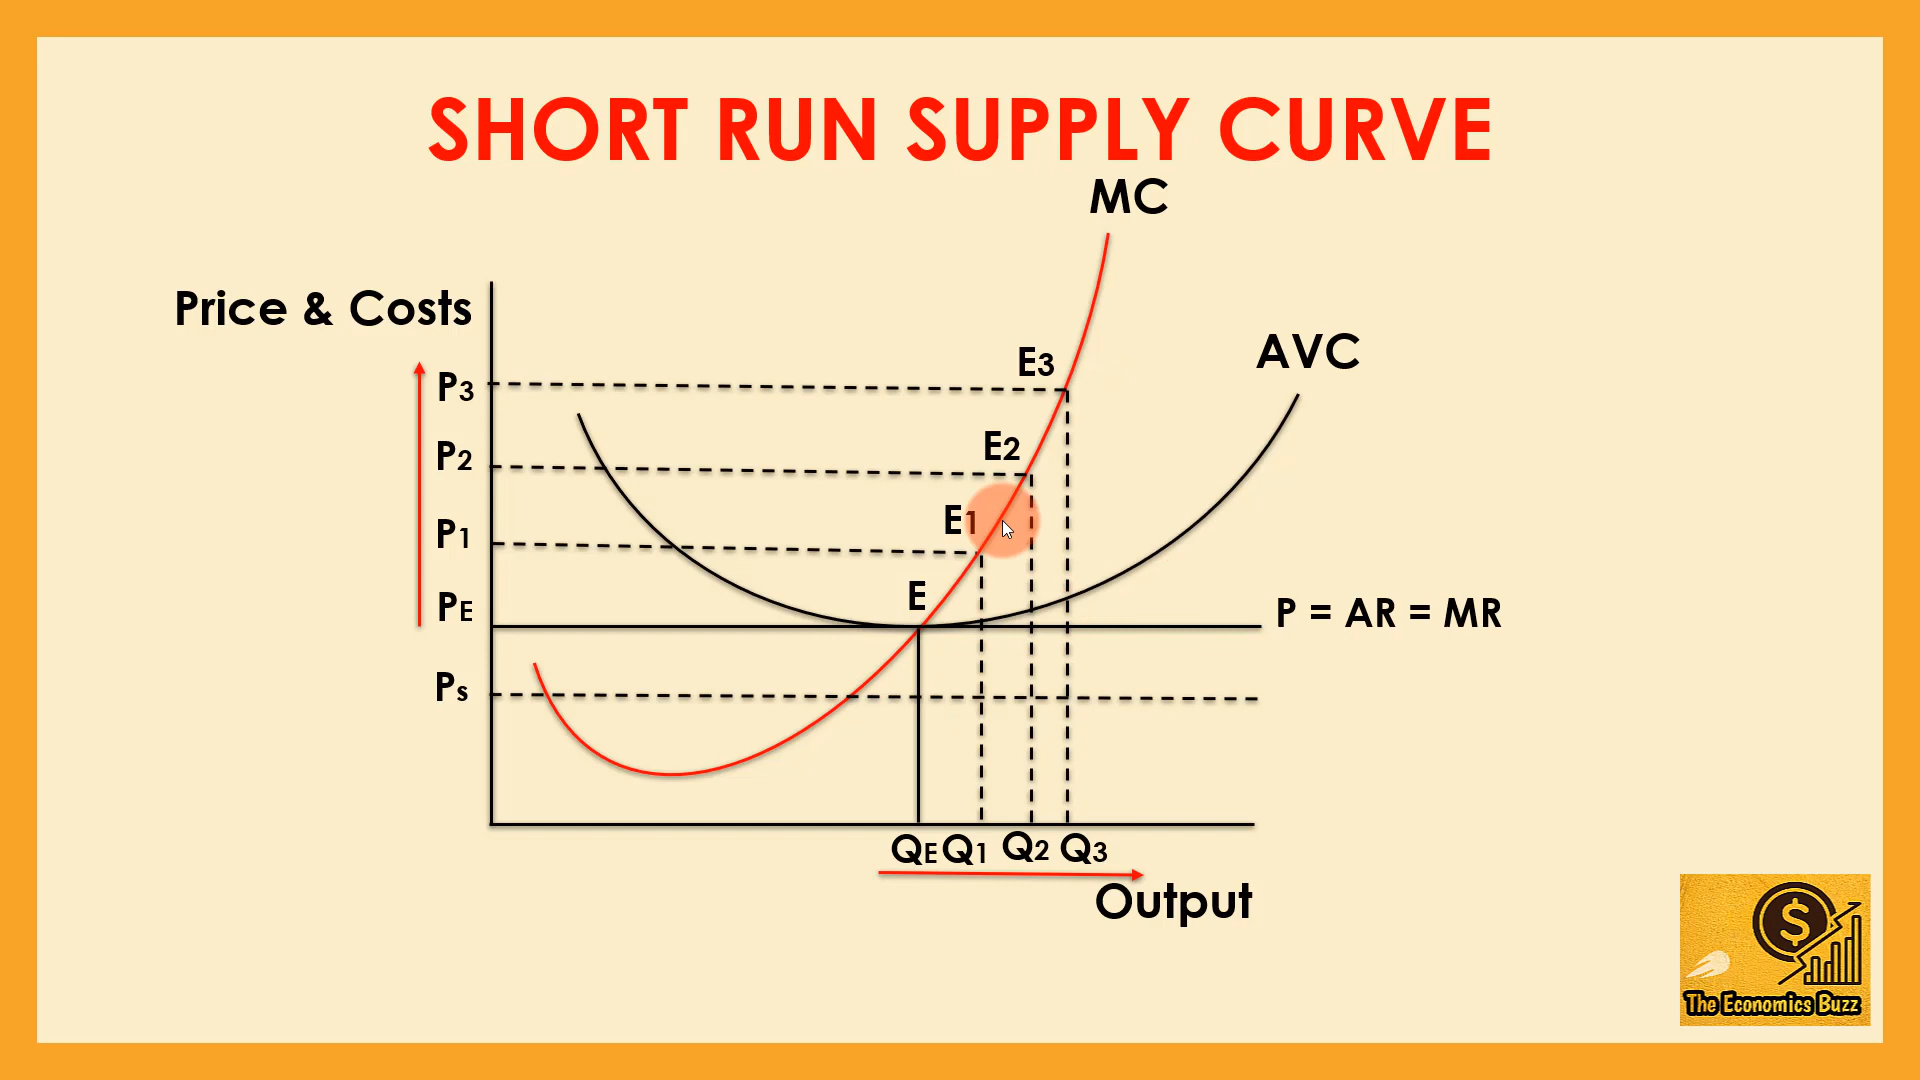 SHORT RUN SUPPLY CURVE
MC
Price & Costs
AVC
E3
P3
E2
P2
E1
P1
E
PE
P = AR = MR
Ps
QE Q1 Q2 Q3
Output
$
The Economics Buzz